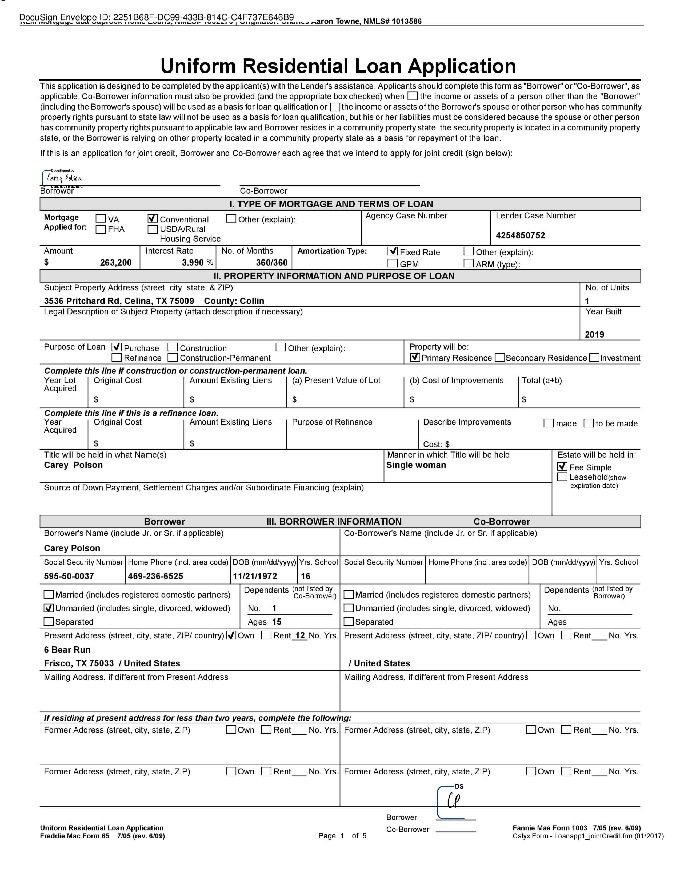 DocuSign Envelope ID: 2251B68F-DC99-433B-814C-C4F737E646B9
Aaron Towne, NMLS# 1013586
Uniform Residential Loan Application
This application is designed to be completed by the applicant(s) with the Lender's assistance. Applicants should complete this form as "Borrower" or "Co-Borrower", as
applicable. Co-Borrower information must also be provided (and the appropriate box checked) when the income or assets of a person other than the "Borrower"
(including the Borrower's spouse) will be used as a basis for loan qualification or the income or assets of the Borrower's spouse or other person who has community
property rights pursuant to state law will not be used as a basis for loan qualification, but his or her liabilities must be considered because the spouse or other person
has community property rights pursuant to applicable law and Borrower resides in a community property state, the security property is located in a community property
state, or the Borrower is relying on other property located in a community property state as a basis for repayment of the loan.
If this is an application for joint credit, Borrower and Co-Borrower each agree that we intend to apply for joint credit (sign below):
Borrower Co-Borrower
I. TYPE OF MORTGAGE AND TERMS OF LOAN
Mortgage Applied for: VA Conventional Other (explain): Agency Case Number Lender Case Number
FHA USDA/Rural Housing Service 4254850752
Amount Interest Rate No. of Months Amortization Type: Fixed Rate Other (explain):
$ 263,200 3.990 % 360/360 GPM ARM (type):
II. PROPERTY INFORMATION AND PURPOSE OF LOAN
Subject Property Address (street, city, state, & ZIP) No. of Units
3536 Pritchard Rd, Celina, TX 75009 County: Collin 1
Legal Description of Subject Property (attach description if necessary) Year Built
2019
Purpose of Loan Purchase Construction Other (explain): Property will be:
Refinance Construction-Permanent Primary Residence Secondary Residence Investment
Complete this line if construction or construction-permanent loan.
Year Lot Acquired Original Cost Amount Existing Liens (a) Present Value of Lot (b) Cost of Improvements Total (a+b)
$ $ $ $ $
Complete this line if this is a refinance loan.
Year Acquired Original Cost Amount Existing Liens Purpose of Refinance Describe Improvements made to be made
$ $ Cost: $
Title will be held in what Name(s) Manner in which Title will be held Estate will be held in:
Carey Polson Single woman Fee Simple
Leasehold (show expiration date)
Source of Down Payment, Settlement Charges and/or Subordinate Financing (explain)
Borrower III. BORROWER INFORMATION Co-Borrower
Borrower's Name (include Jr. or Sr. if applicable) Co-Borrower's Name (include Jr. or Sr. if applicable)
Carey Polson
Social Security Number Home Phone (incl. area code) DOB (mm/dd/yyyy) Yrs. School Social Security Number Home Phone (incl. area code) DOB (mm/dd/yyyy) Yrs. School
595-50-0037 469-236-6525 11/21/1972 16
Married (includes registered domestic partners) Dependents (not listed by Co-Borrower) Married (includes registered domestic partners) Dependents (not listed by Borrower)
Unmarried (includes single, divorced, widowed) No. 1 Unmarried (includes single, divorced, widowed) No.
Separated Ages 15 Separated Ages
Present Address (street, city, state, ZIP/ country) Own Rent 12 No. Yrs. Present Address (street, city, state, ZIP/ country) Own Rent No. Yrs.
6 Bear Run
Frisco, TX 75033 / United States / United States
Mailing Address, if different from Present Address Mailing Address, if different from Present Address
If residing at present address for less than two years, complete the following:
Former Address (street, city, state, ZIP) Own Rent No. Yrs. Former Address (street, city, state, ZIP) Own Rent No. Yrs.
Former Address (street, city, state, ZIP) Own Rent No. Yrs. Former Address (street, city, state, ZIP) Own Rent No. Yrs.
DS
CP
Borrower
Co-Borrower
Uniform Residential Loan Application Fannie Mae Form 1003 7/05 (rev. 6/09)
Freddie Mac Form 65 7/05 (rev. 6/09) Page 1 of 5 Calyx Form - Loanapp1_jointCredit.frm (01/2017)